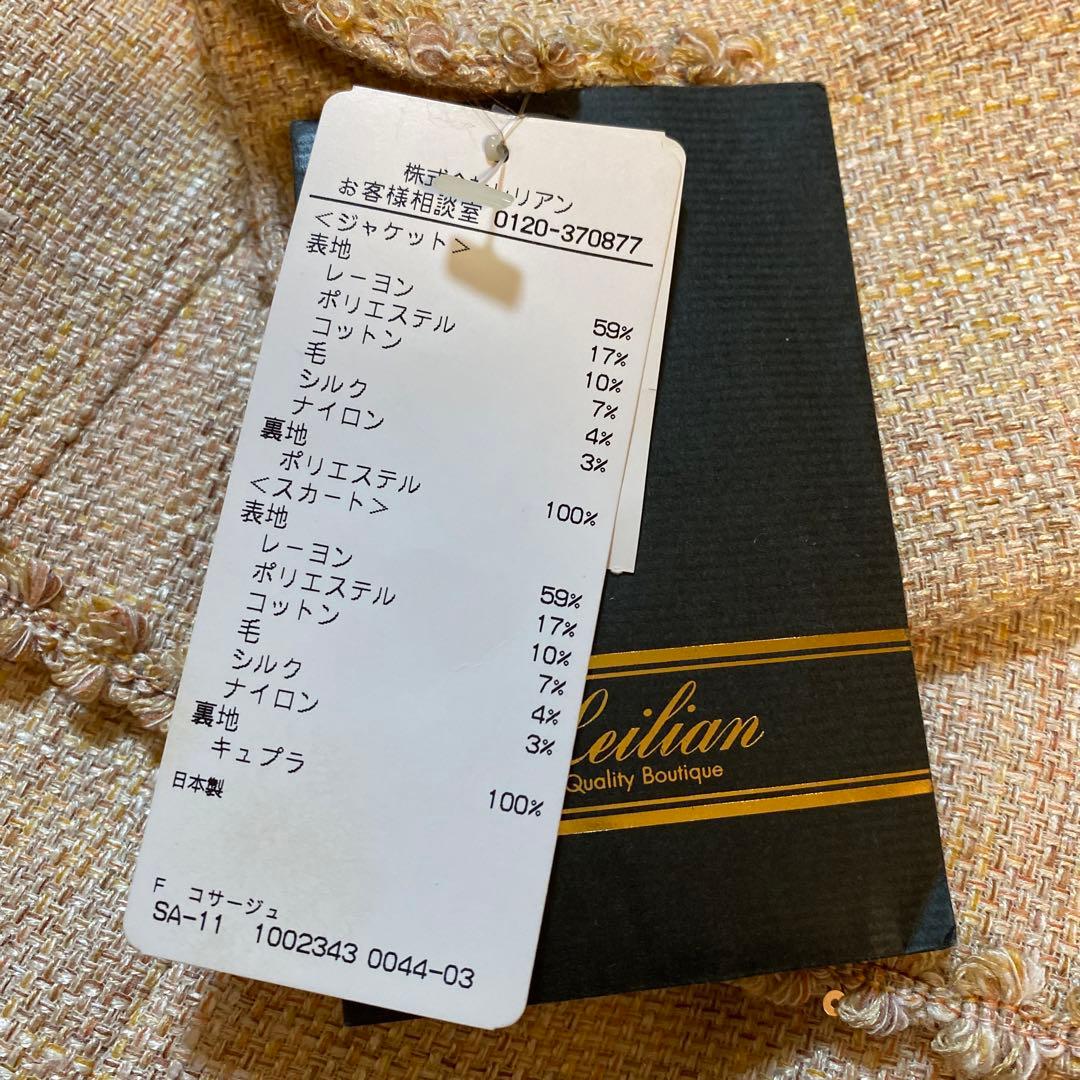 株式会社レリアン
お客様相談室 0120-370877
<ジャケット>
表地
レーヨン 59%
ポリエステル 17%
コットン 10%
毛 7%
シルク 4%
ナイロン 3%
裏地
ポリエステル 100%
<スカート>
表地
レーヨン 59%
ポリエステル 17%
コットン 10%
毛 7%
シルク 4%
ナイロン 3%
裏地
キュプラ 100%
日本製
F コサージュ
SA-11 1002343 0044-03
Leilian
Quality Boutique